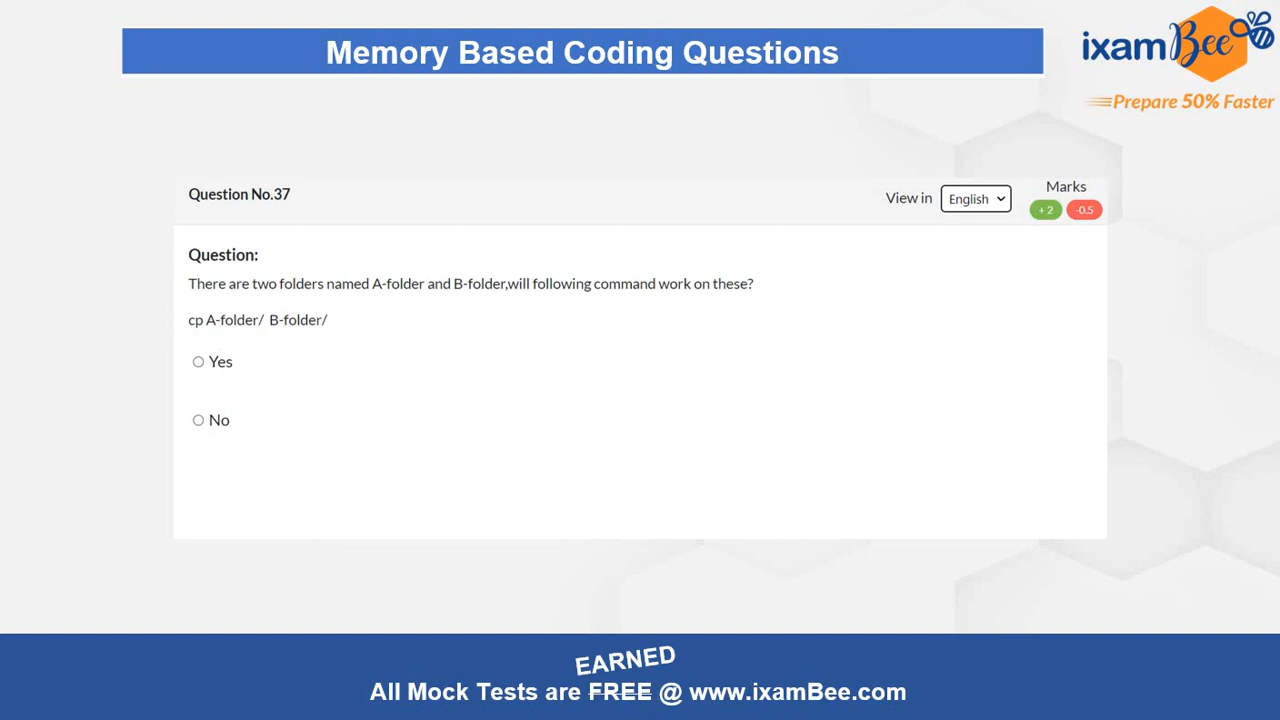 Memory Based Coding Questions
ixamBee
Prepare 50% Faster
Question No.37
View in English
Marks
+ 2 -0.5
Question:
There are two folders named A-folder and B-folder,will following command work on these?
cp A-folder/ B-folder/
Yes
No
EARNED
All Mock Tests are FREE @ www.ixamBee.com